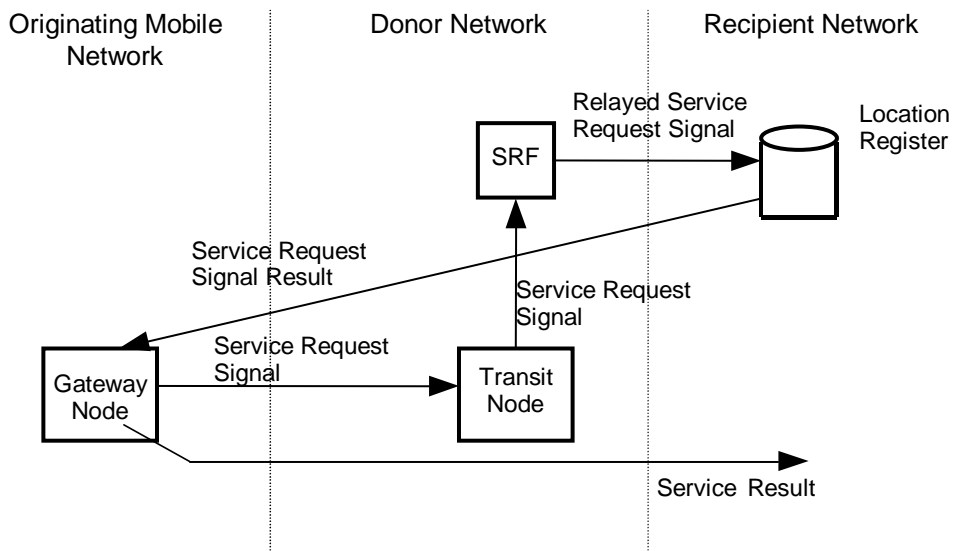 Originating Mobile
Network
Donor Network
Recipient Network
Relayed Service
Request Signal
Location
Register
SRF
Service Request
Signal Result
Service Request
Signal
Service Request
Signal
Gateway
Node
Transit
Node
Service Result